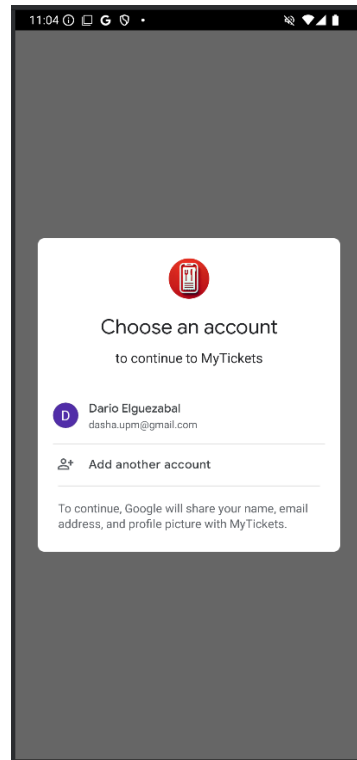 11:04
G
Choose an account
to continue to MyTickets
D
Dario Elguezabal
dasha.upm@gmail.com
Add another account
To continue, Google will share your name, email
address, and profile picture with MyTickets.